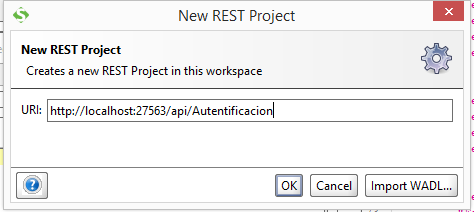 New REST Project
New REST Project
Creates a new REST Project in this workspace
URI: http://localhost:27563/api/Autentificacion
? OK Cancel Import WADL...